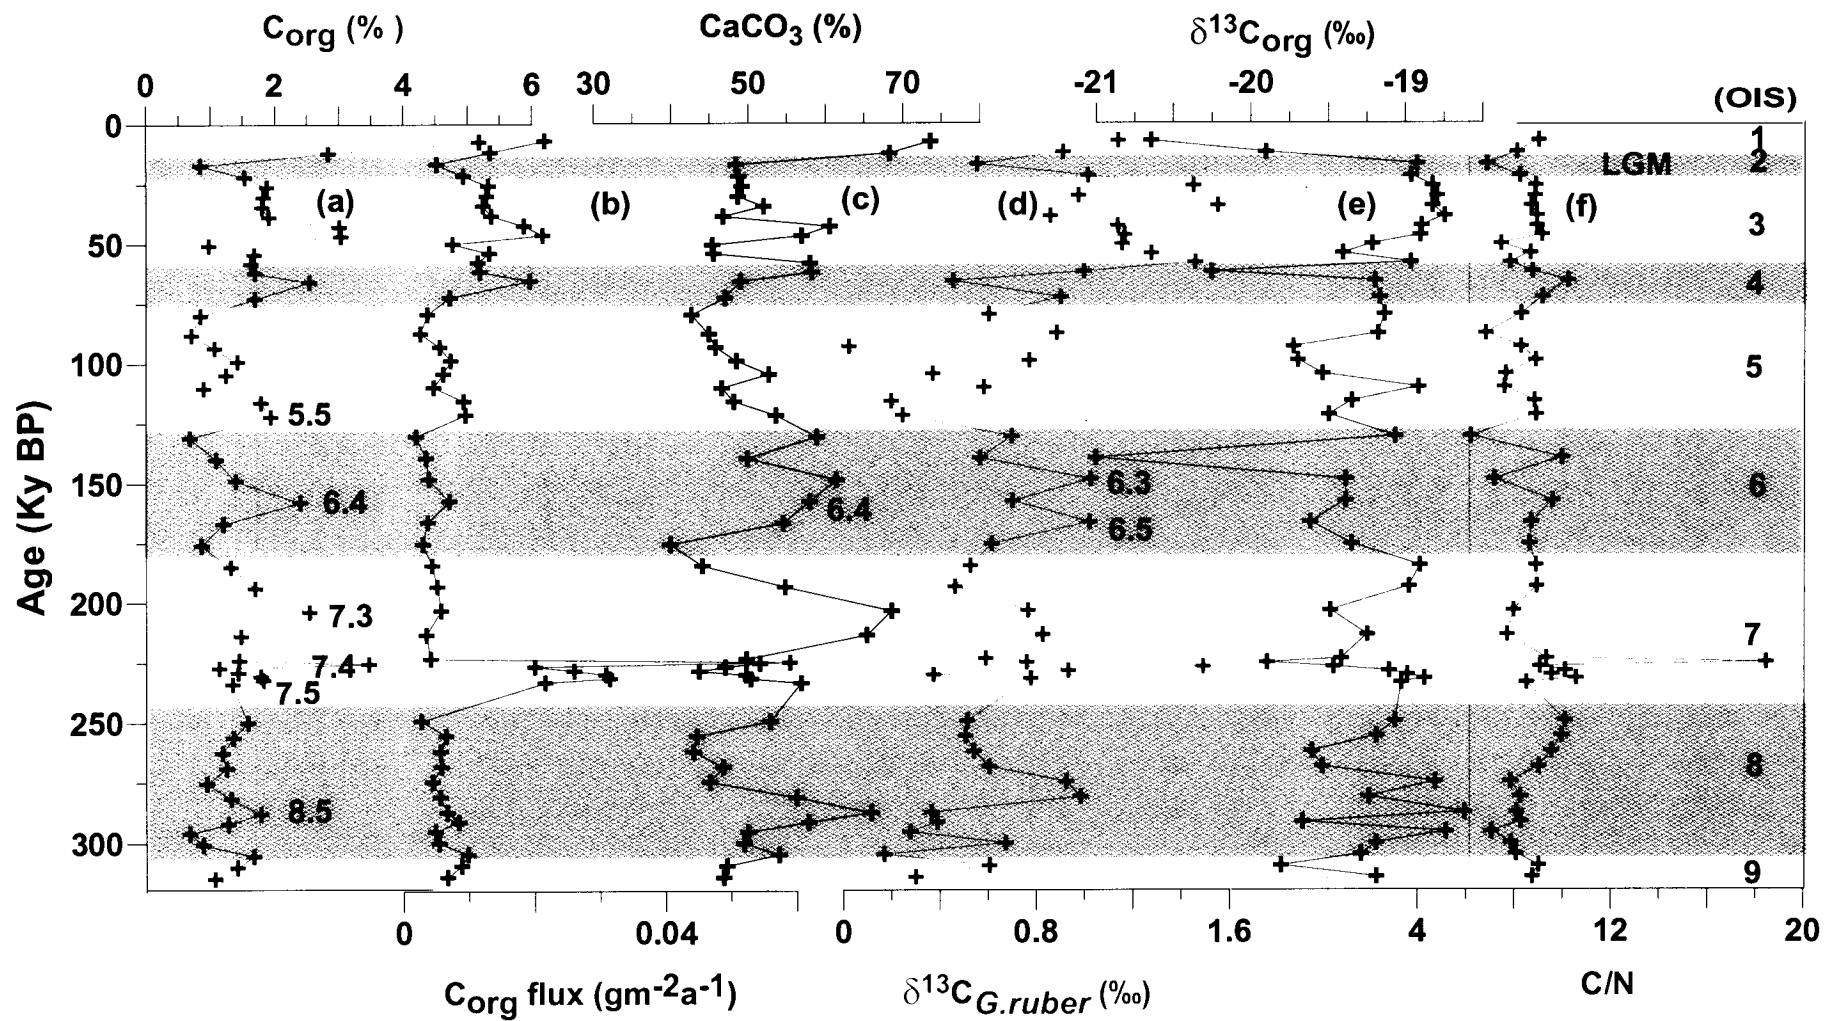 Corg (% ) CaCO3 (%) δ13Corg (‰)
0 2 4 6 30 50 70 -21 -20 -19 (OIS)
0 1
LGM 2
(a) (b) (c) (d) (e) (f) 3
50
4
100 5
5.5
150 6.4 6.4 6.3 6
6.5
200 7.3 7
7.4
7.5
250
8.5 8
300 9
0 0.04 0 0.8 1.6 4 12 20
Corg flux (gm-2a-1) δ13CG.ruber (‰) C/N
Age (Ky BP)